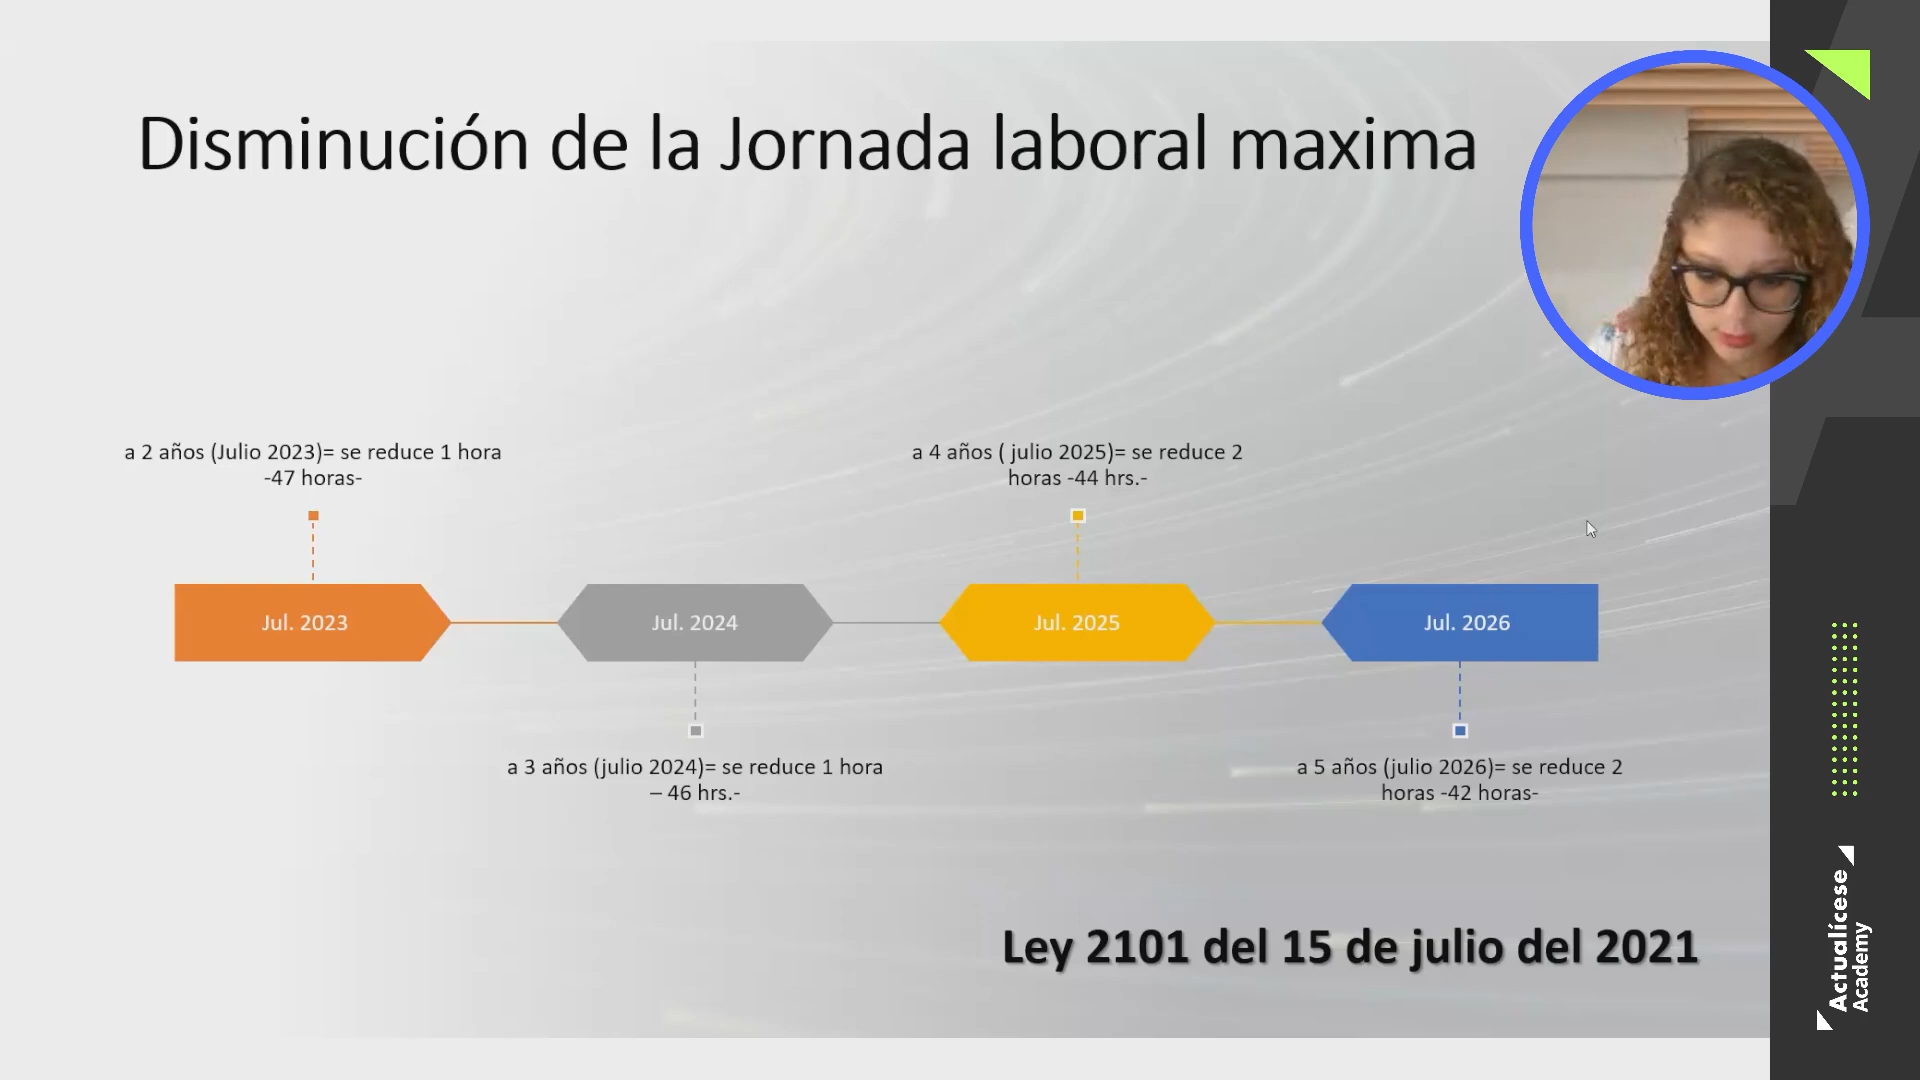 Disminución de la Jornada laboral maxima
a 2 años (Julio 2023)= se reduce 1 hora
-47 horas-
a 4 años ( julio 2025)= se reduce 2
horas -44 hrs.-
Jul. 2023
Jul. 2024
Jul. 2025
Jul. 2026
a 3 años (julio 2024)= se reduce 1 hora
– 46 hrs.-
a 5 años (julio 2026)= se reduce 2
horas -42 horas-
Ley 2101 del 15 de julio del 2021
Actualícese
Academy